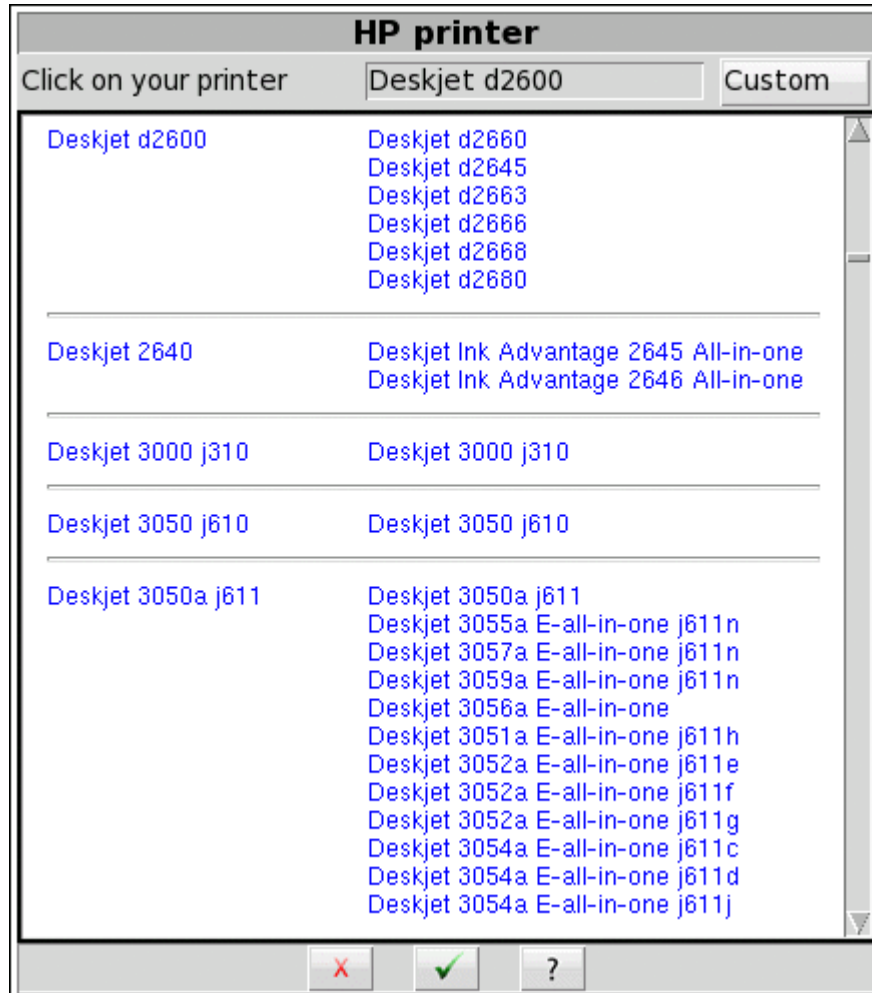 HP printer
Click on your printer Deskjet d2600 Custom
Deskjet d2600 Deskjet d2660
Deskjet d2645
Deskjet d2663
Deskjet d2666
Deskjet d2668
Deskjet d2680
Deskjet 2640 Deskjet Ink Advantage 2645 All-in-one
Deskjet Ink Advantage 2646 All-in-one
Deskjet 3000 j310 Deskjet 3000 j310
Deskjet 3050 j610 Deskjet 3050 j610
Deskjet 3050a j611 Deskjet 3050a j611
Deskjet 3055a E-all-in-one j611n
Deskjet 3057a E-all-in-one j611n
Deskjet 3059a E-all-in-one j611n
Deskjet 3056a E-all-in-one
Deskjet 3051a E-all-in-one j611h
Deskjet 3052a E-all-in-one j611e
Deskjet 3052a E-all-in-one j611f
Deskjet 3052a E-all-in-one j611g
Deskjet 3054a E-all-in-one j611c
Deskjet 3054a E-all-in-one j611d
Deskjet 3054a E-all-in-one j611j
?